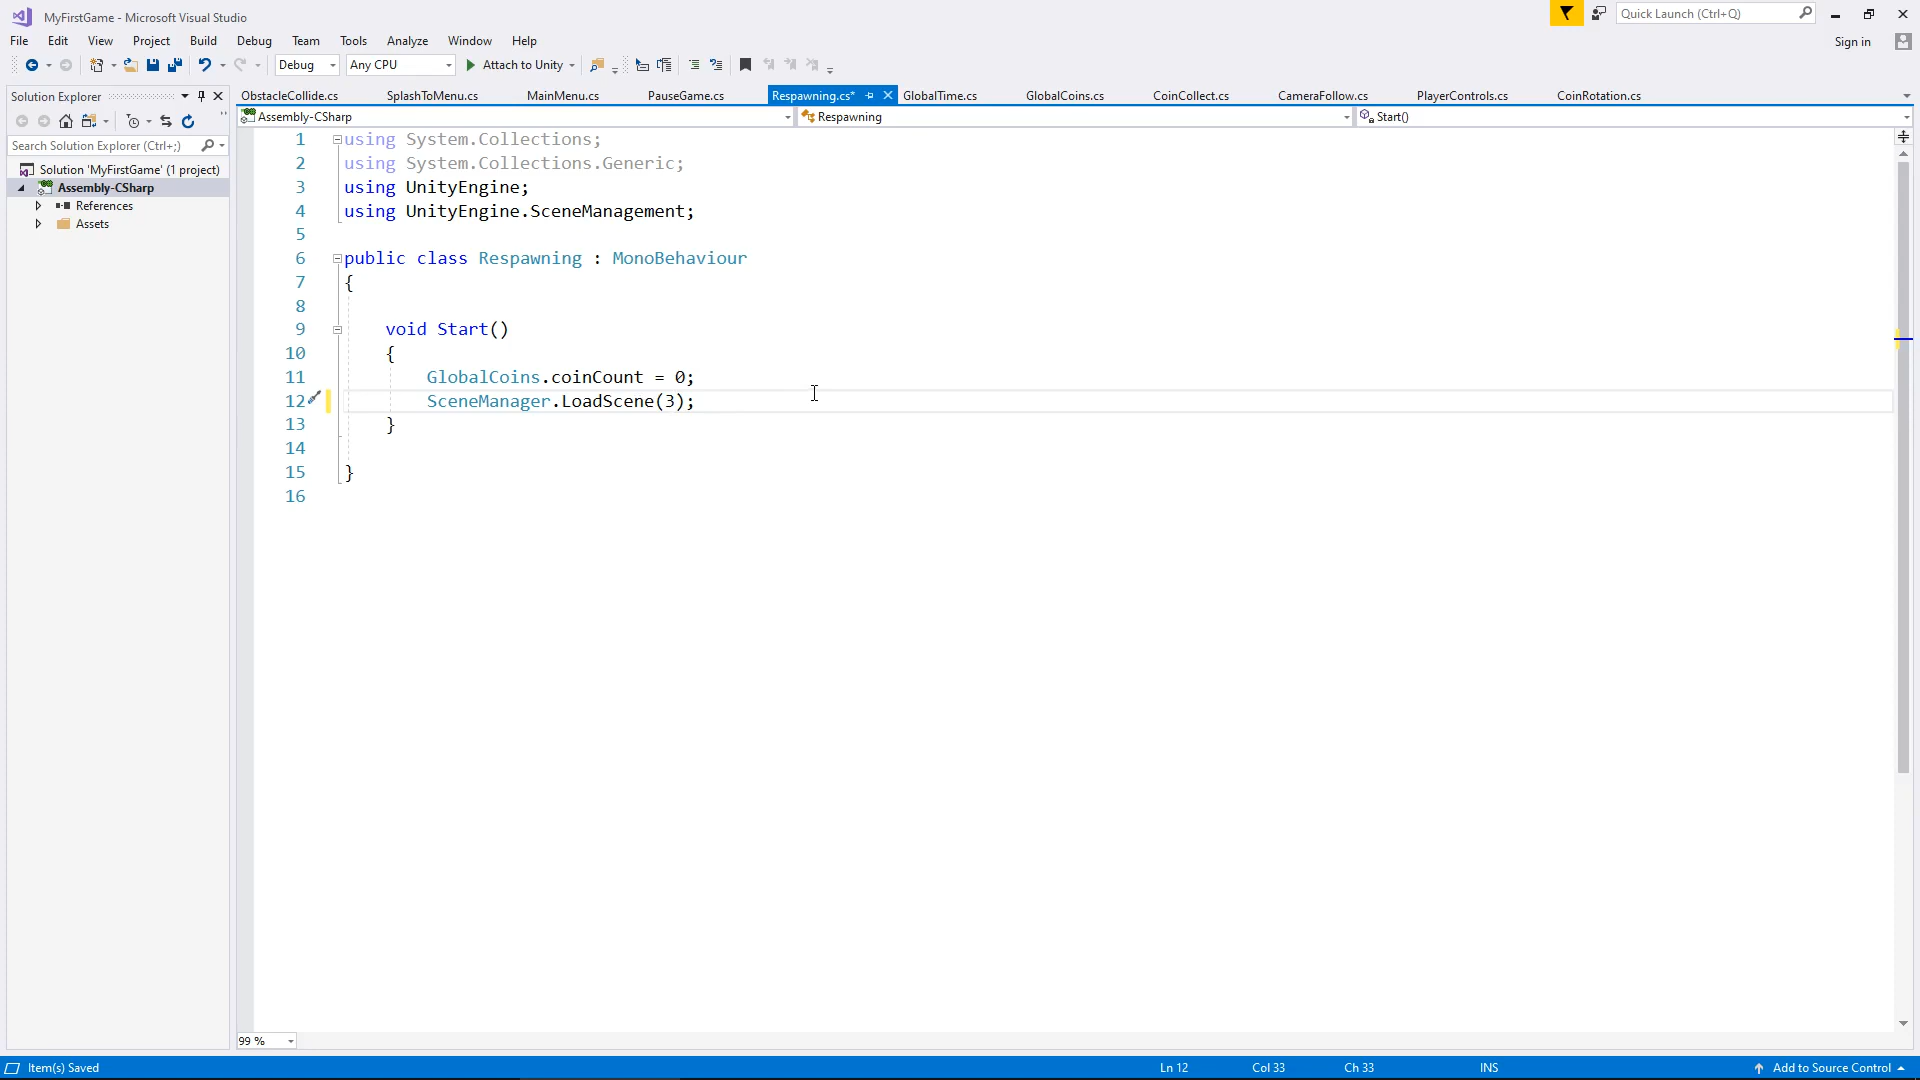 MyFirstGame - Microsoft Visual Studio
Quick Launch (Ctrl+Q)
File Edit View Project Build Debug Team Tools Analyze Window Help
Sign in
Debug Any CPU Attach to Unity
Solution Explorer
ObstacleCollide.cs SplashToMenu.cs MainMenu.cs PauseGame.cs Respawning.cs* GlobalTime.cs GlobalCoins.cs CoinCollect.cs CameraFollow.cs PlayerControls.cs CoinRotation.cs
Assembly-CSharp Respawning Start()
Search Solution Explorer (Ctrl+;)
Solution 'MyFirstGame' (1 project)
Assembly-CSharp
References
Assets
1 using System.Collections;
2 using System.Collections.Generic;
3 using UnityEngine;
4 using UnityEngine.SceneManagement;
5
6 public class Respawning : MonoBehaviour
7 {
8
9 void Start()
10 {
11 GlobalCoins.coinCount = 0;
12 SceneManager.LoadScene(3);
13 }
14
15 }
16
99 %
Item(s) Saved Ln 12 Col 33 Ch 33 INS Add to Source Control